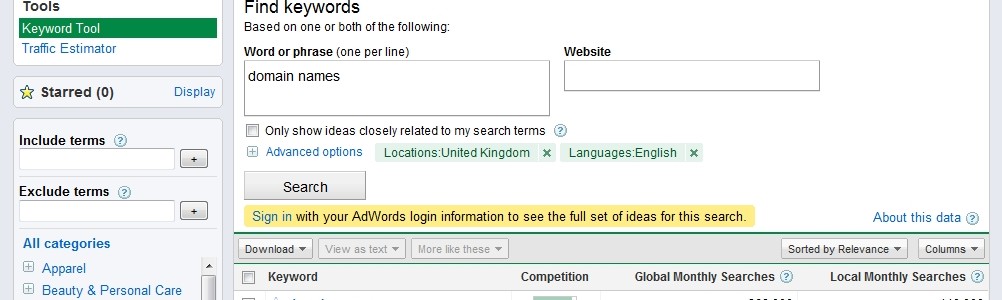 Tools
Keyword Tool
Traffic Estimator
Starred (0) Display
Include terms ?
+
Exclude terms ?
+
All categories
Apparel
Beauty & Personal Care
Find keywords
Based on one or both of the following:
Word or phrase (one per line) Website
domain names
Only show ideas closely related to my search terms ?
Advanced options Locations:United Kingdom × Languages:English ×
Search
Sign in with your AdWords login information to see the full set of ideas for this search.
About this data ?
Download View as text More like these Sorted by Relevance Columns
Keyword Competition Global Monthly Searches ? Local Monthly Searches ?